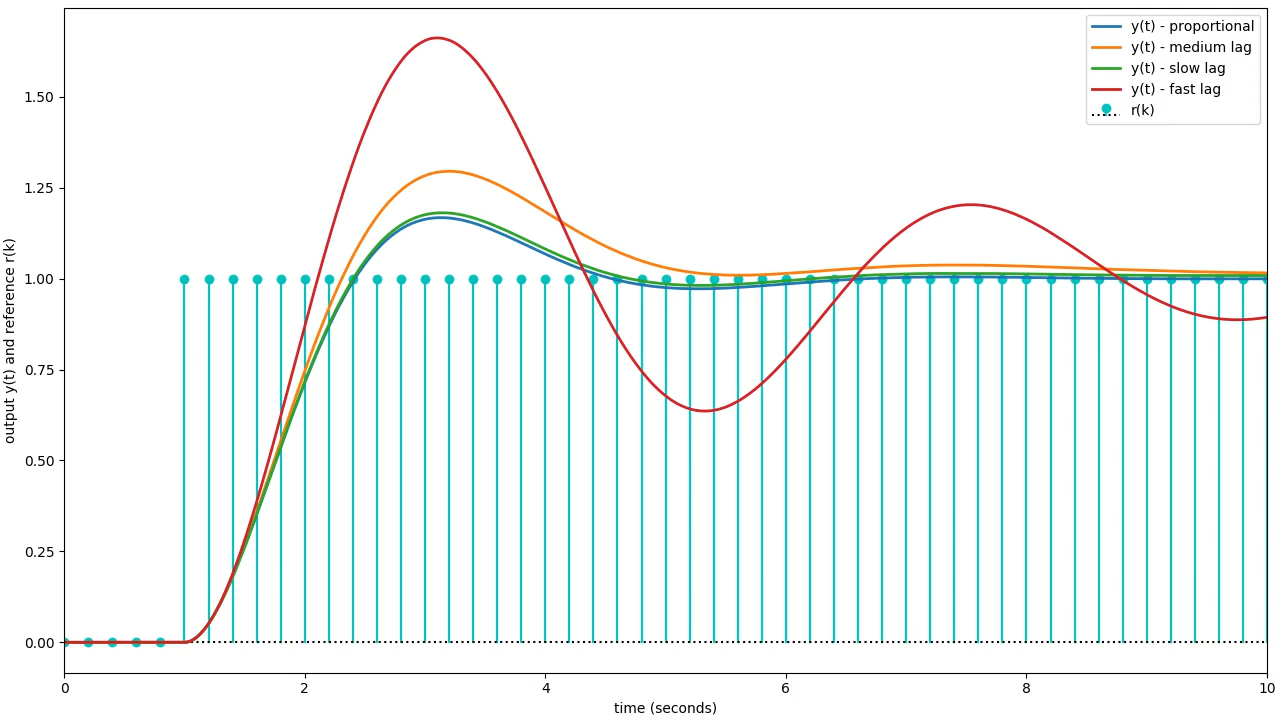 y(t) - proportional
y(t) - medium lag
y(t) - slow lag
y(t) - fast lag
r(k)
output y(t) and reference r(k)
1.50
1.25
1.00
0.75
0.50
0.25
0.00
0 2 4 6 8 10
time (seconds)